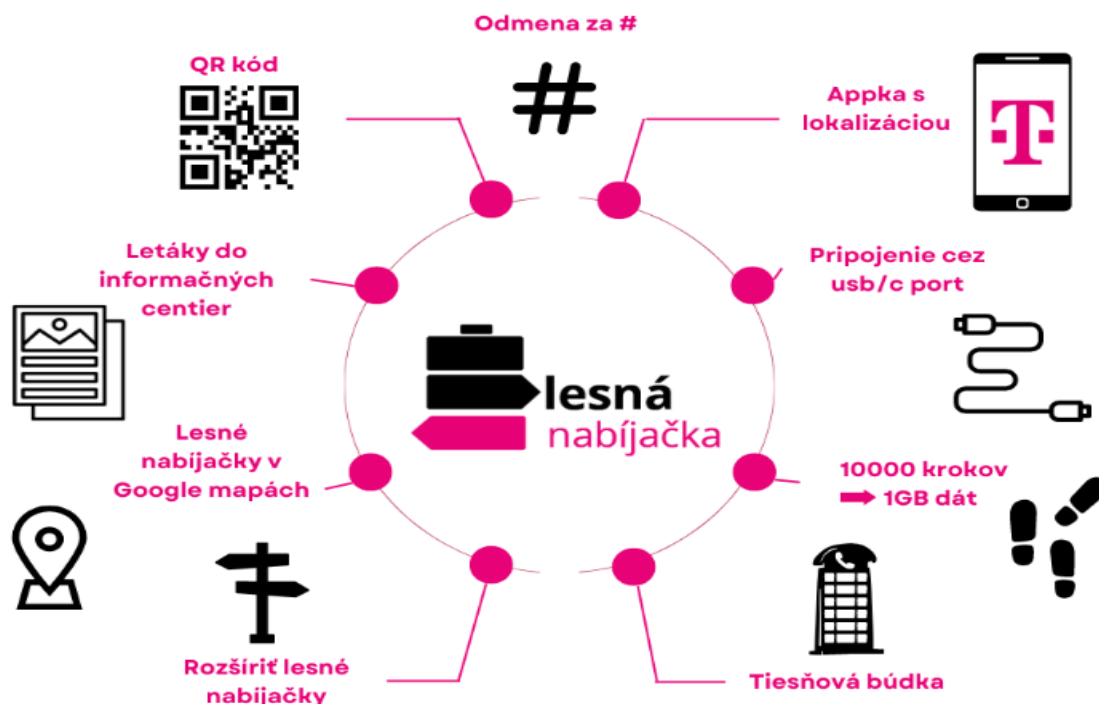 Odmena za #
#
QR kód
Appka s
lokalizáciou
T
Letáky do
informačných
centier
Pripojenie cez
usb/c port
lesná
nabíjačka
Lesné
nabíjačky v
Google mapách
10000 krokov
➡ 1GB dát
Rozšíriť lesné
nabíjačky
Tiesňová búdka